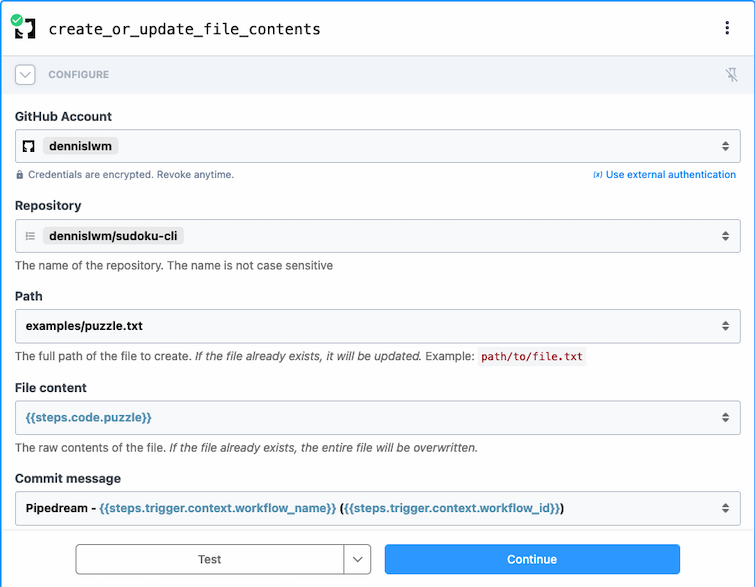 create_or_update_file_contents
CONFIGURE
GitHub Account
dennislwm
Credentials are encrypted. Revoke anytime. (x) Use external authentication
Repository
dennislwm/sudoku-cli
The name of the repository. The name is not case sensitive
Path
examples/puzzle.txt
The full path of the file to create. If the file already exists, it will be updated. Example: path/to/file.txt
File content
{{steps.code.puzzle}}
The raw contents of the file. If the file already exists, the entire file will be overwritten.
Commit message
Pipedream - {{steps.trigger.context.workflow_name}} ({{steps.trigger.context.workflow_id}})
Test Continue